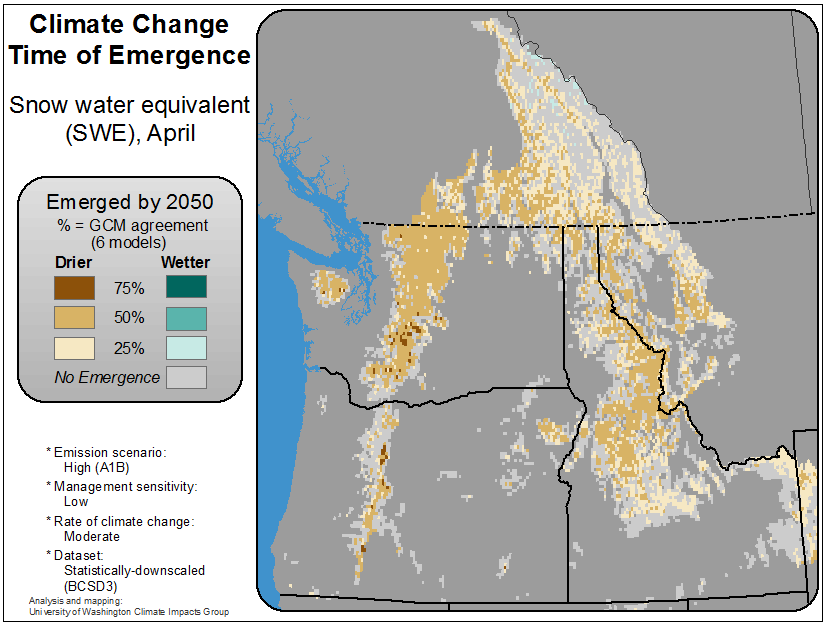 Climate Change
Time of Emergence
Snow water equivalent
(SWE), April
Emerged by 2050
% = GCM agreement
(6 models)
Drier Wetter
75%
50%
25%
No Emergence
* Emission scenario:
High (A1B)
* Management sensitivity:
Low
* Rate of climate change:
Moderate
* Dataset:
Statistically-downscaled
(BCSD3)
Analysis and mapping:
University of Washington Climate Impacts Group